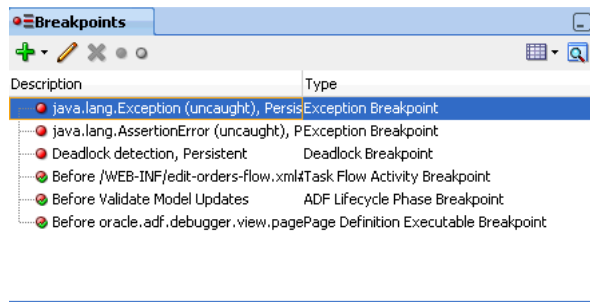 Breakpoints
Description Type
java.lang.Exception (uncaught), Persis Exception Breakpoint
java.lang.AssertionError (uncaught), P Exception Breakpoint
Deadlock detection, Persistent Deadlock Breakpoint
Before /WEB-INF/edit-orders-flow.xml# Task Flow Activity Breakpoint
Before Validate Model Updates ADF Lifecycle Phase Breakpoint
Before oracle.adf.debugger.view.page Page Definition Executable Breakpoint